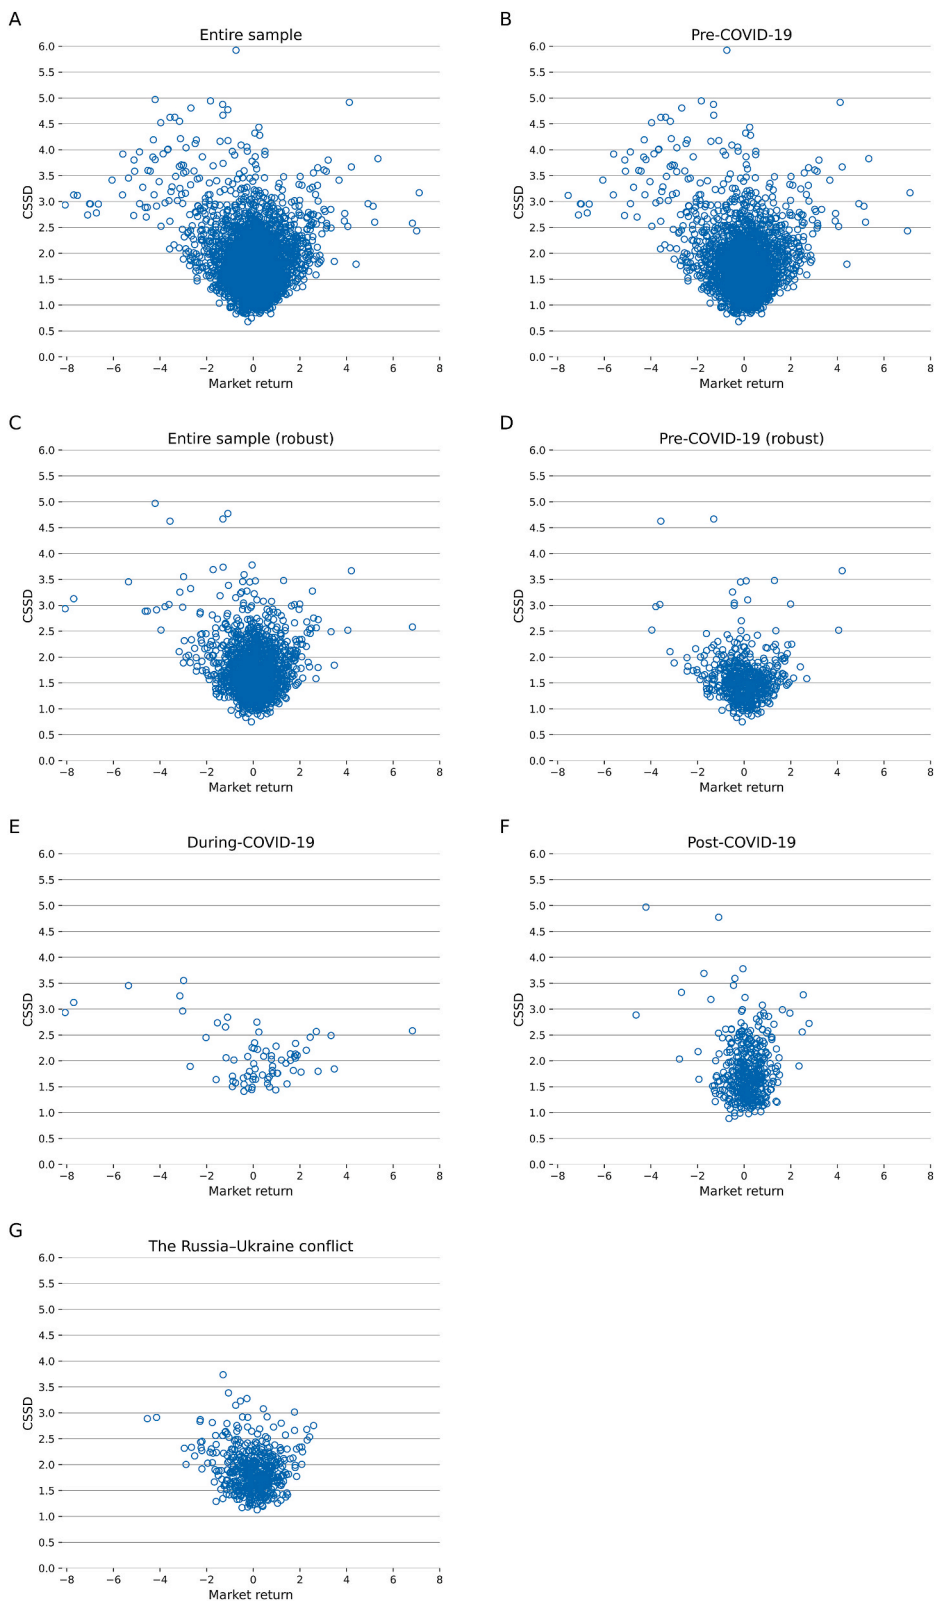 A
Entire sample
6.0
5.5
5.0
4.5
4.0
3.5
3.0
2.5
2.0
1.5
1.0
0.5
0.0
CSSD
−8 −6 −4 −2 0 2 4 6 8
Market return
B
Pre-COVID-19
6.0
5.5
5.0
4.5
4.0
3.5
3.0
2.5
2.0
1.5
1.0
0.5
0.0
CSSD
−8 −6 −4 −2 0 2 4 6 8
Market return
C
Entire sample (robust)
6.0
5.5
5.0
4.5
4.0
3.5
3.0
2.5
2.0
1.5
1.0
0.5
0.0
CSSD
−8 −6 −4 −2 0 2 4 6 8
Market return
D
Pre-COVID-19 (robust)
6.0
5.5
5.0
4.5
4.0
3.5
3.0
2.5
2.0
1.5
1.0
0.5
0.0
CSSD
−8 −6 −4 −2 0 2 4 6 8
Market return
E
During-COVID-19
6.0
5.5
5.0
4.5
4.0
3.5
3.0
2.5
2.0
1.5
1.0
0.5
0.0
CSSD
−8 −6 −4 −2 0 2 4 6 8
Market return
F
Post-COVID-19
6.0
5.5
5.0
4.5
4.0
3.5
3.0
2.5
2.0
1.5
1.0
0.5
0.0
CSSD
−8 −6 −4 −2 0 2 4 6 8
Market return
G
The Russia–Ukraine conflict
6.0
5.5
5.0
4.5
4.0
3.5
3.0
2.5
2.0
1.5
1.0
0.5
0.0
CSSD
−8 −6 −4 −2 0 2 4 6 8
Market return